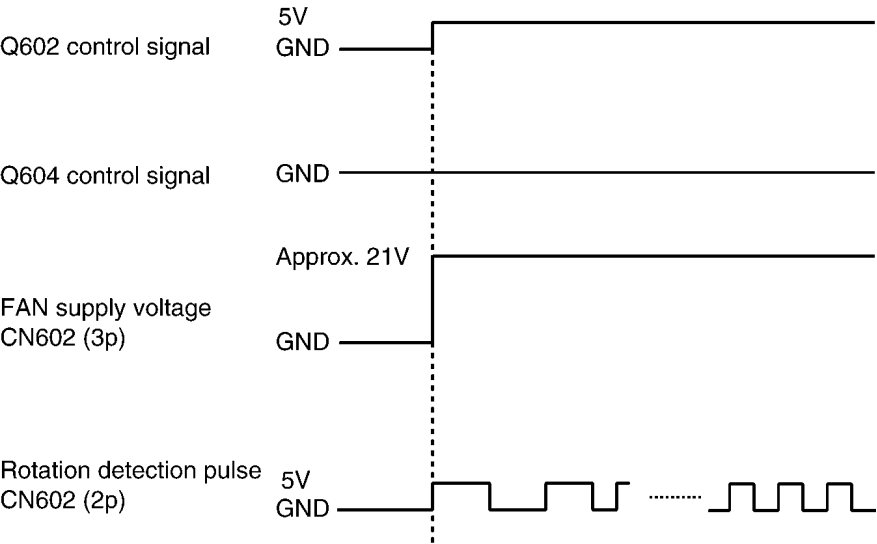 5V
Q602 control signal GND
Q604 control signal GND
Approx. 21V
FAN supply voltage
CN602 (3p) GND
Rotation detection pulse 5V
CN602 (2p) GND